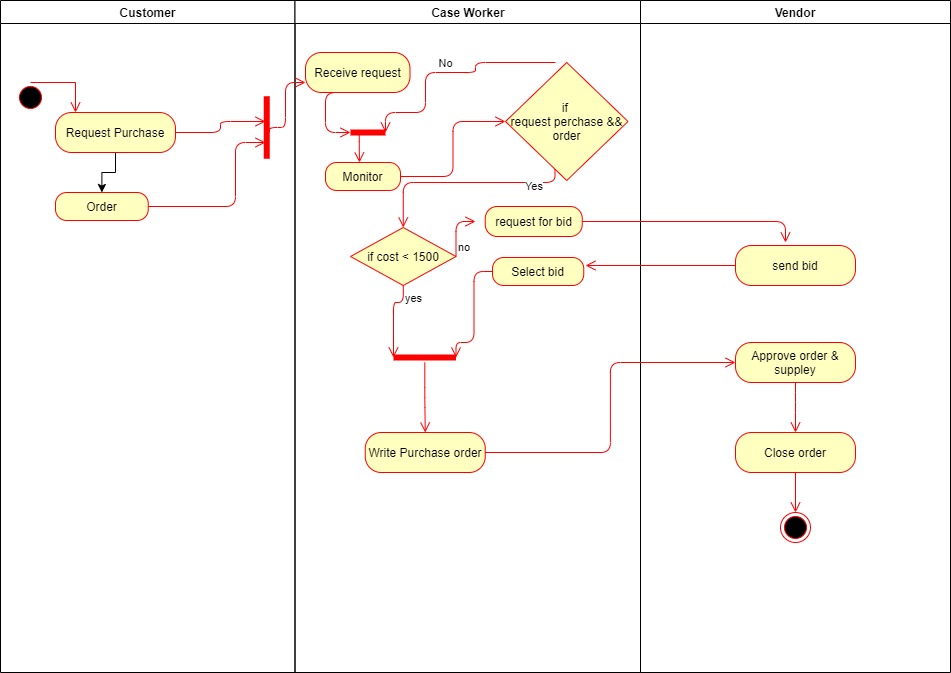 Customer
Case Worker
Vendor
Receive request
No
if
request perchase &&
order
Request Purchase
Monitor
Yes
Order
request for bid
no
if cost < 1500
Select bid
send bid
yes
Approve order &
suppley
Write Purchase order
Close order